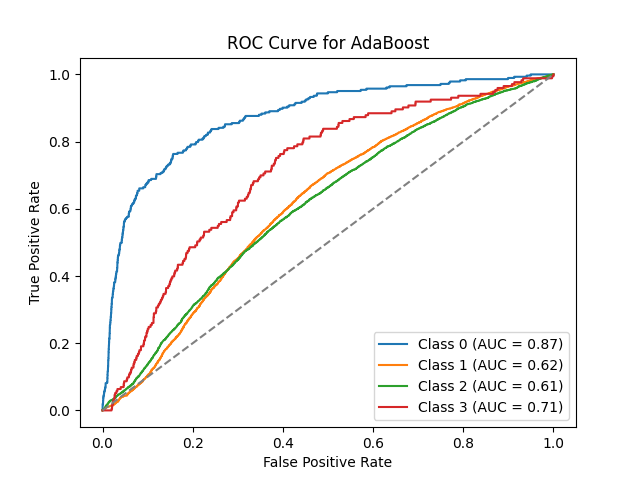 ROC Curve for AdaBoost
True Positive Rate
1.0
0.8
0.6
0.4
0.2
0.0
Class 0 (AUC = 0.87)
Class 1 (AUC = 0.62)
Class 2 (AUC = 0.61)
Class 3 (AUC = 0.71)
0.0 0.2 0.4 0.6 0.8 1.0
False Positive Rate